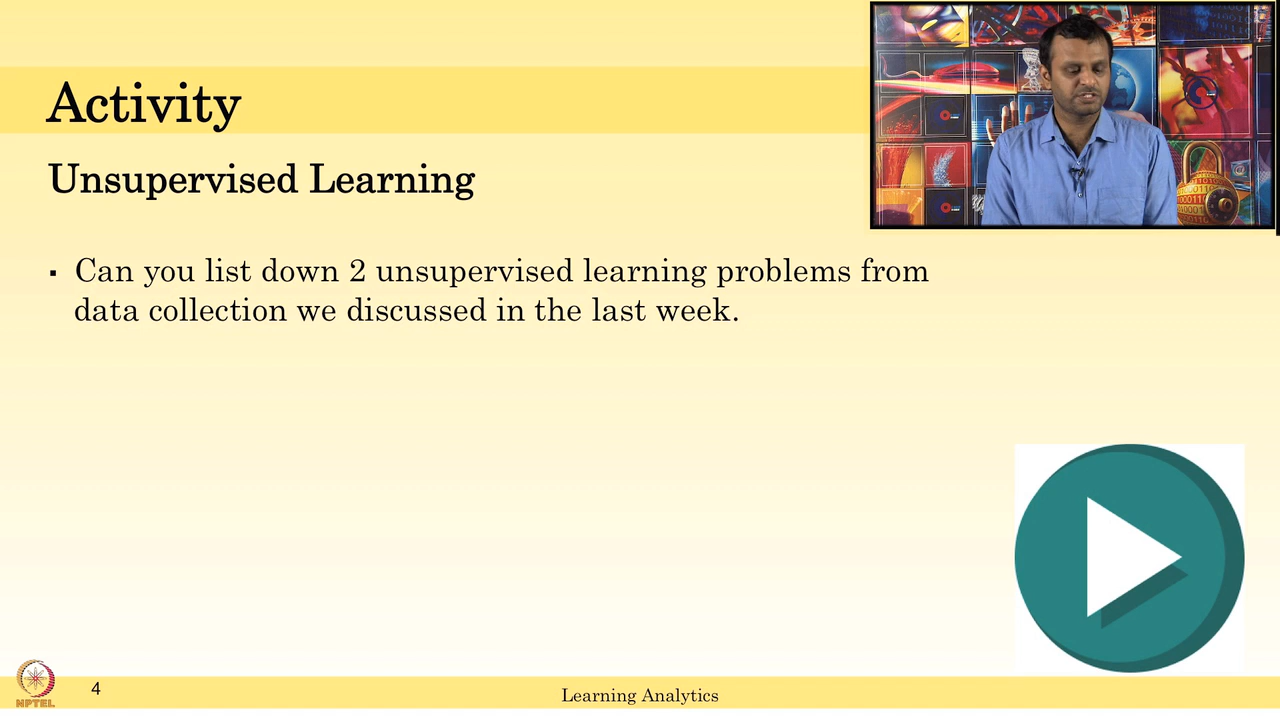 Activity
Unsupervised Learning
▪ Can you list down 2 unsupervised learning problems from
data collection we discussed in the last week.
NPTEL
4
Learning Analytics